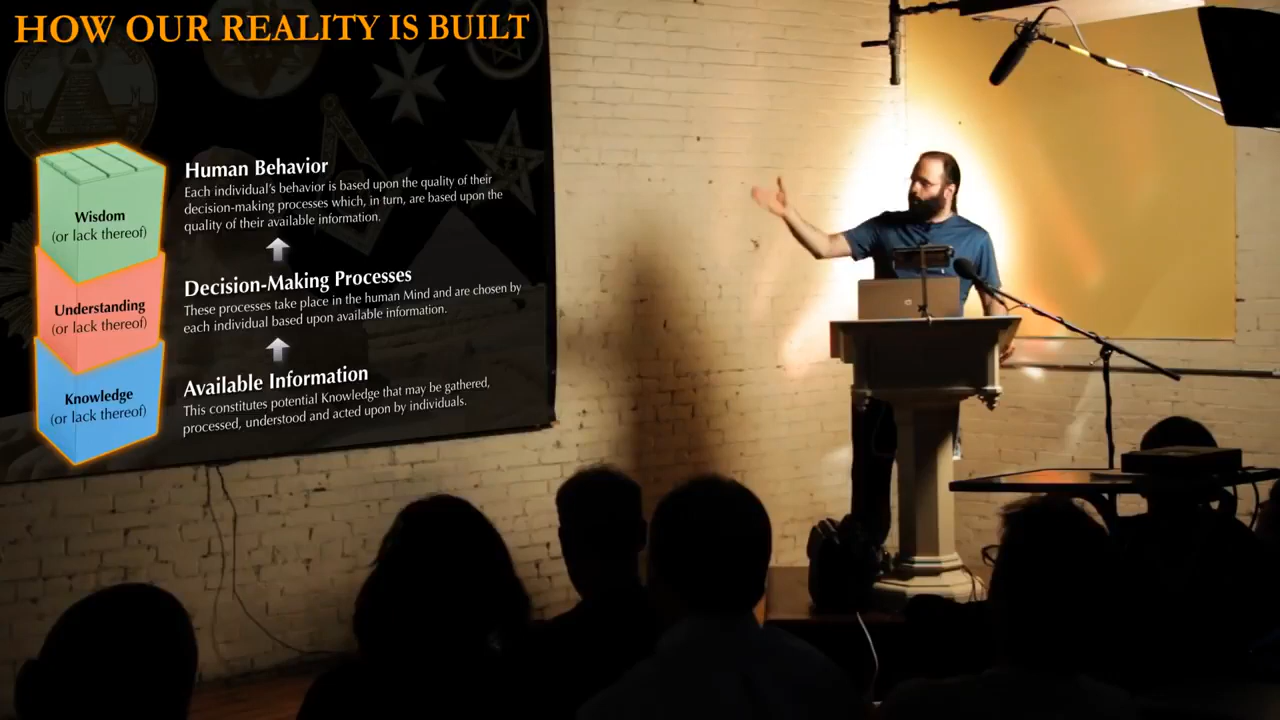 HOW OUR REALITY IS BUILT
Wisdom
(or lack thereof)
Human Behavior
Each individual's behavior is based upon the quality of their
decision-making processes which, in turn, are based upon the
quality of their available information.
Understanding
(or lack thereof)
Decision-Making Processes
These processes take place in the human Mind and are chosen by
each individual based upon available information.
Knowledge
(or lack thereof)
Available Information
This constitutes potential Knowledge that may be gathered,
processed, understood and acted upon by individuals.